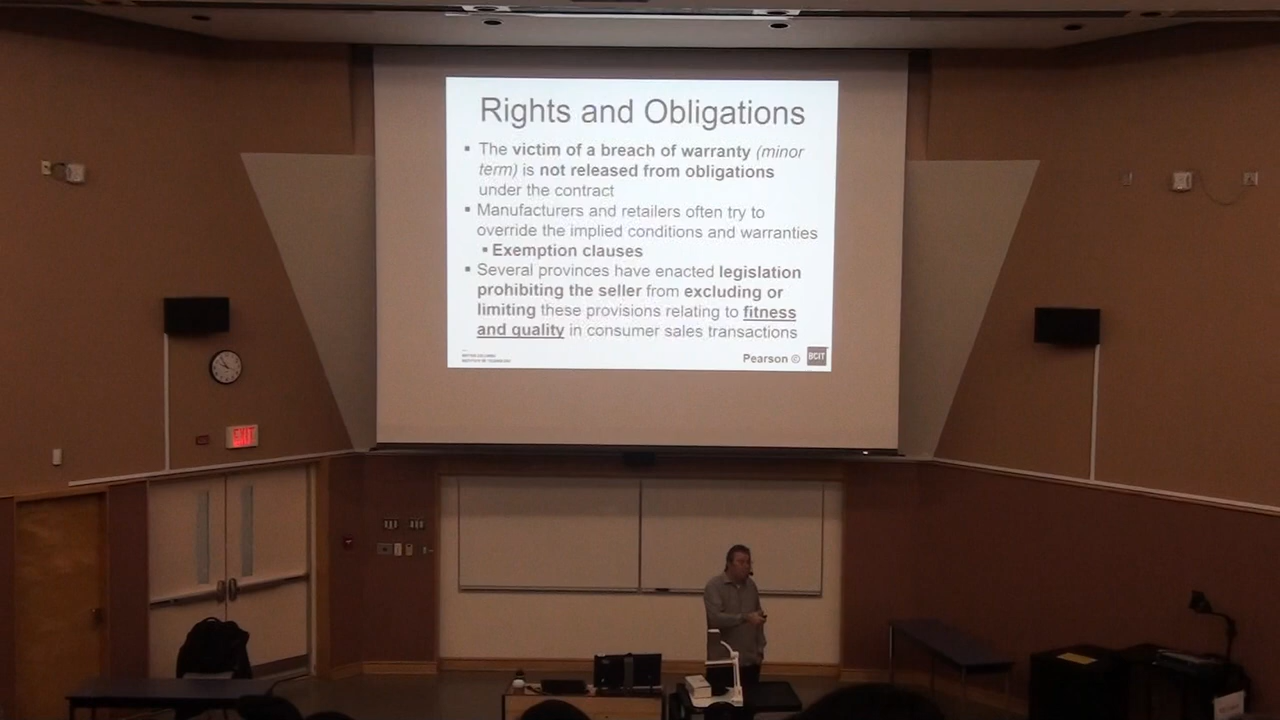 Rights and Obligations
▪ The victim of a breach of warranty (minor
term) is not released from obligations
under the contract
▪ Manufacturers and retailers often try to
override the implied conditions and warranties
▪ Exemption clauses
▪ Several provinces have enacted legislation
prohibiting the seller from excluding or
limiting these provisions relating to fitness
and quality in consumer sales transactions
Pearson ©
BCIT
EXIT